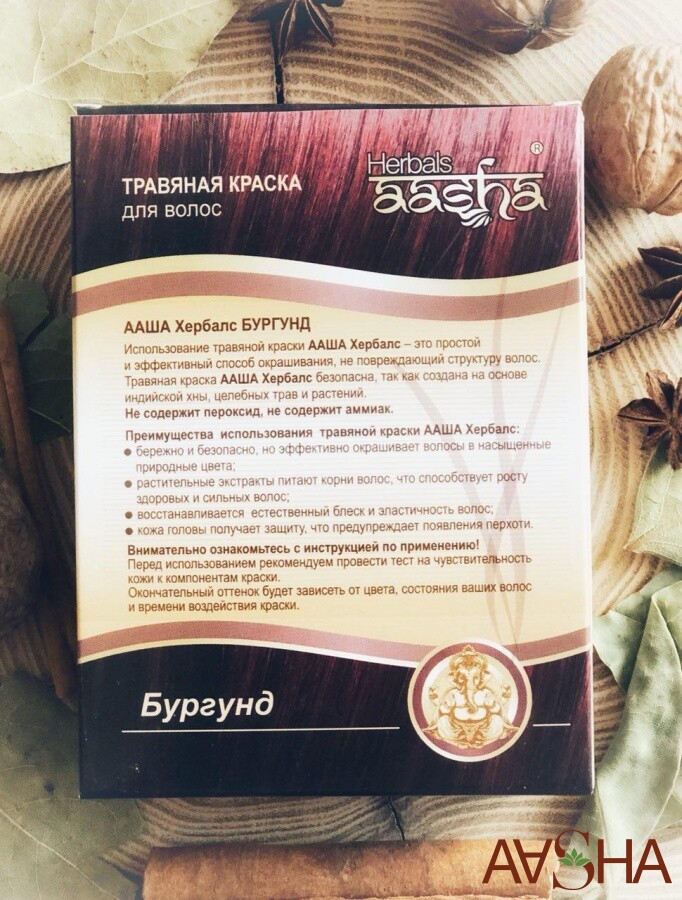 Herbals
aasha ®
ТРАВЯНАЯ КРАСКА
для волос
ААША Хербалс БУРГУНД
Использование травяной краски ААША Хербалс – это простой
и эффективный способ окрашивания, не повреждающий структуру волос.
Травяная краска ААША Хербалс безопасна, так как создана на основе
индийской хны, целебных трав и растений.
Не содержит пероксид, не содержит аммиак.
Преимущества использования травяной краски ААША Хербалс:
● бережно и безопасно, но эффективно окрашивает волосы в насыщенные
природные цвета;
● растительные экстракты питают корни волос, что способствует росту
здоровых и сильных волос;
● восстанавливается естественный блеск и эластичность волос;
● кожа головы получает защиту, что предупреждает появления перхоти.
Внимательно ознакомьтесь с инструкцией по применению!
Перед использованием рекомендуем провести тест на чувствительность
кожи к компонентам краски.
Окончательный оттенок будет зависеть от цвета, состояния ваших волос
и времени воздействия краски.
Бургунд
AASHA